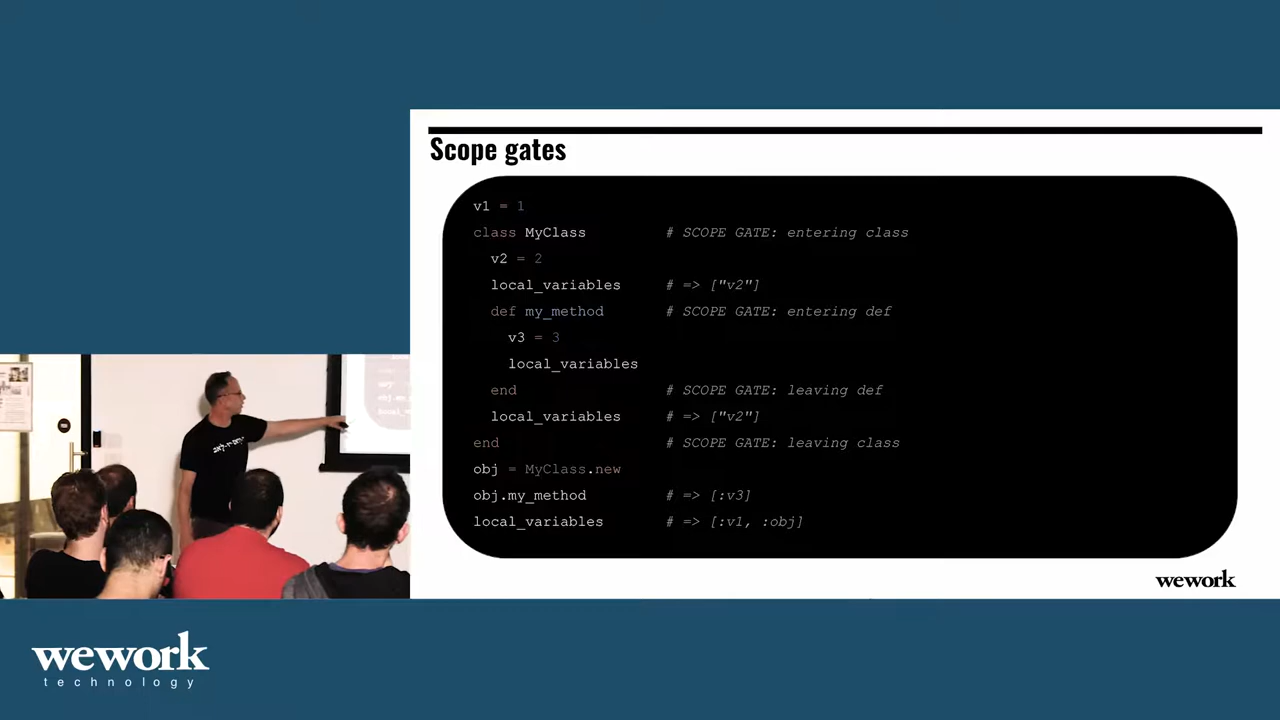 Scope gates
v1 = 1
class MyClass # SCOPE GATE: entering class
v2 = 2
local_variables # => ["v2"]
def my_method # SCOPE GATE: entering def
v3 = 3
local_variables
end # SCOPE GATE: leaving def
local_variables # => ["v2"]
end # SCOPE GATE: leaving class
obj = MyClass.new
obj.my_method # => [:v3]
local_variables # => [:v1, :obj]
wework
wework
technology